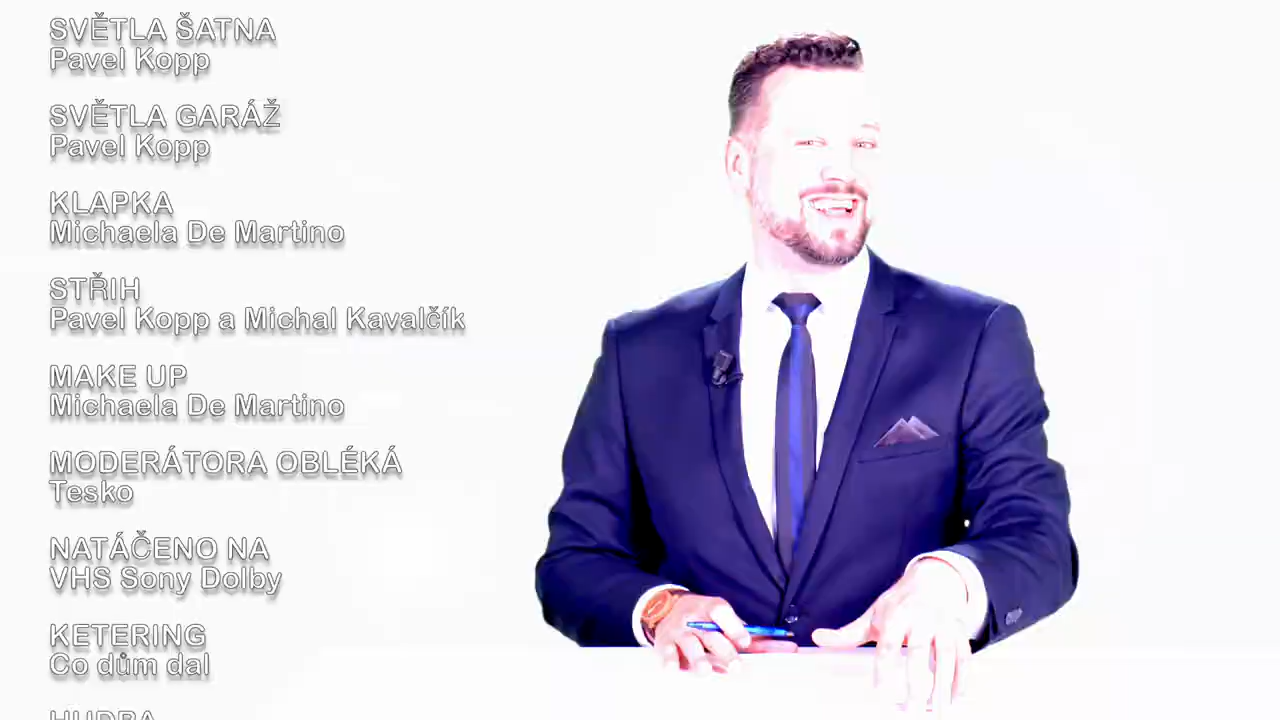 SVĚTLA ŠATNA
Pavel Kopp
SVĚTLA GARÁŽ
Pavel Kopp
KLAPKA
Michaela De Martino
STŘIH
Pavel Kopp a Michal Kavalčík
MAKE UP
Michaela De Martino
MODERÁTORA OBLÉKÁ
Tesko
NATÁČENO NA
VHS Sony Dolby
KETERING
Co dům dal
HUDBA